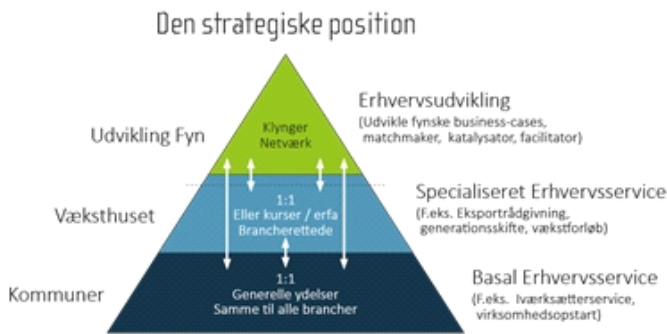 Den strategiske position
Udvikling Fyn
Klynger
Netværk
Erhvervsudvikling
(Udvikle fynske business-cases,
matchmaker, katalysator, facilitator)
Væksthuset
1:1
Eller kurser / erfa
Brancherettede
Specialiseret Erhvervsservice
(F.eks. Eksportrådgivning,
generationsskifte, vækstforløb)
Kommuner
1:1
Generelle ydelser
Samme til alle brancher
Basal Erhvervsservice
(F.eks. Iværksætterservice,
virksomhedsopstart)